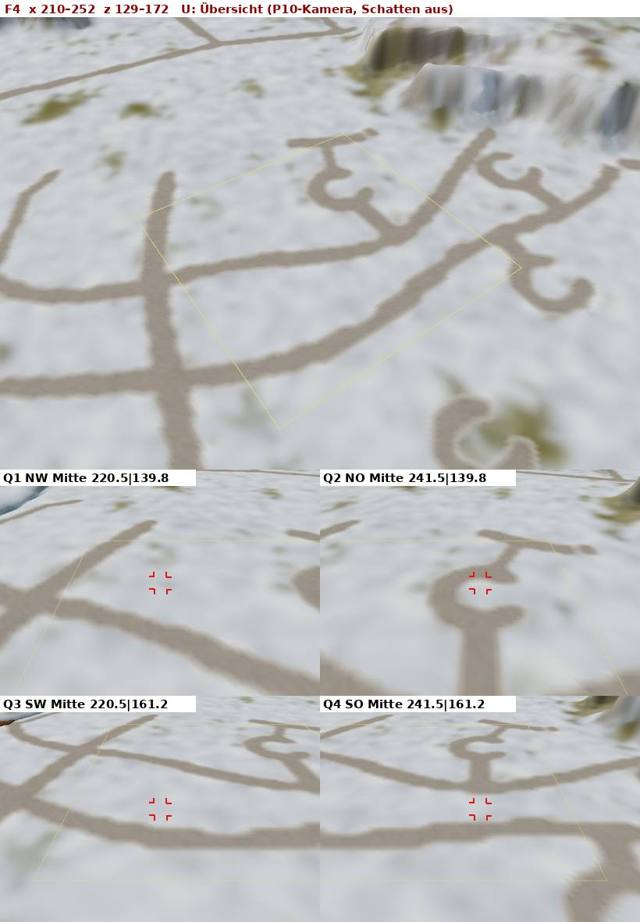 F4 x 210–252 z 129–172 U: Übersicht (P10-Kamera, Schatten aus)
Q1 NW Mitte 220.5|139.8
Q2 NO Mitte 241.5|139.8
Q3 SW Mitte 220.5|161.2
Q4 SO Mitte 241.5|161.2